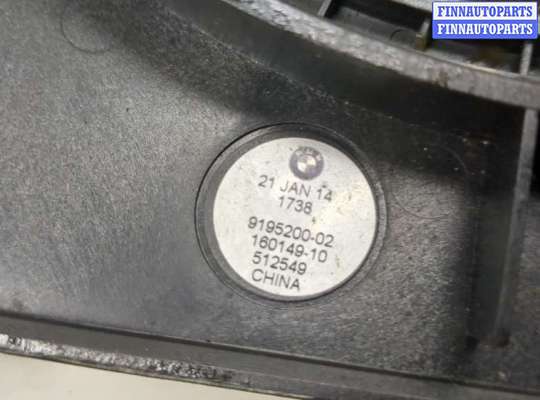 FINNAUTOPARTS
FINNAUTOPARTS
21 JAN 14
1738
9195200-02
160149-10
512549
CHINA